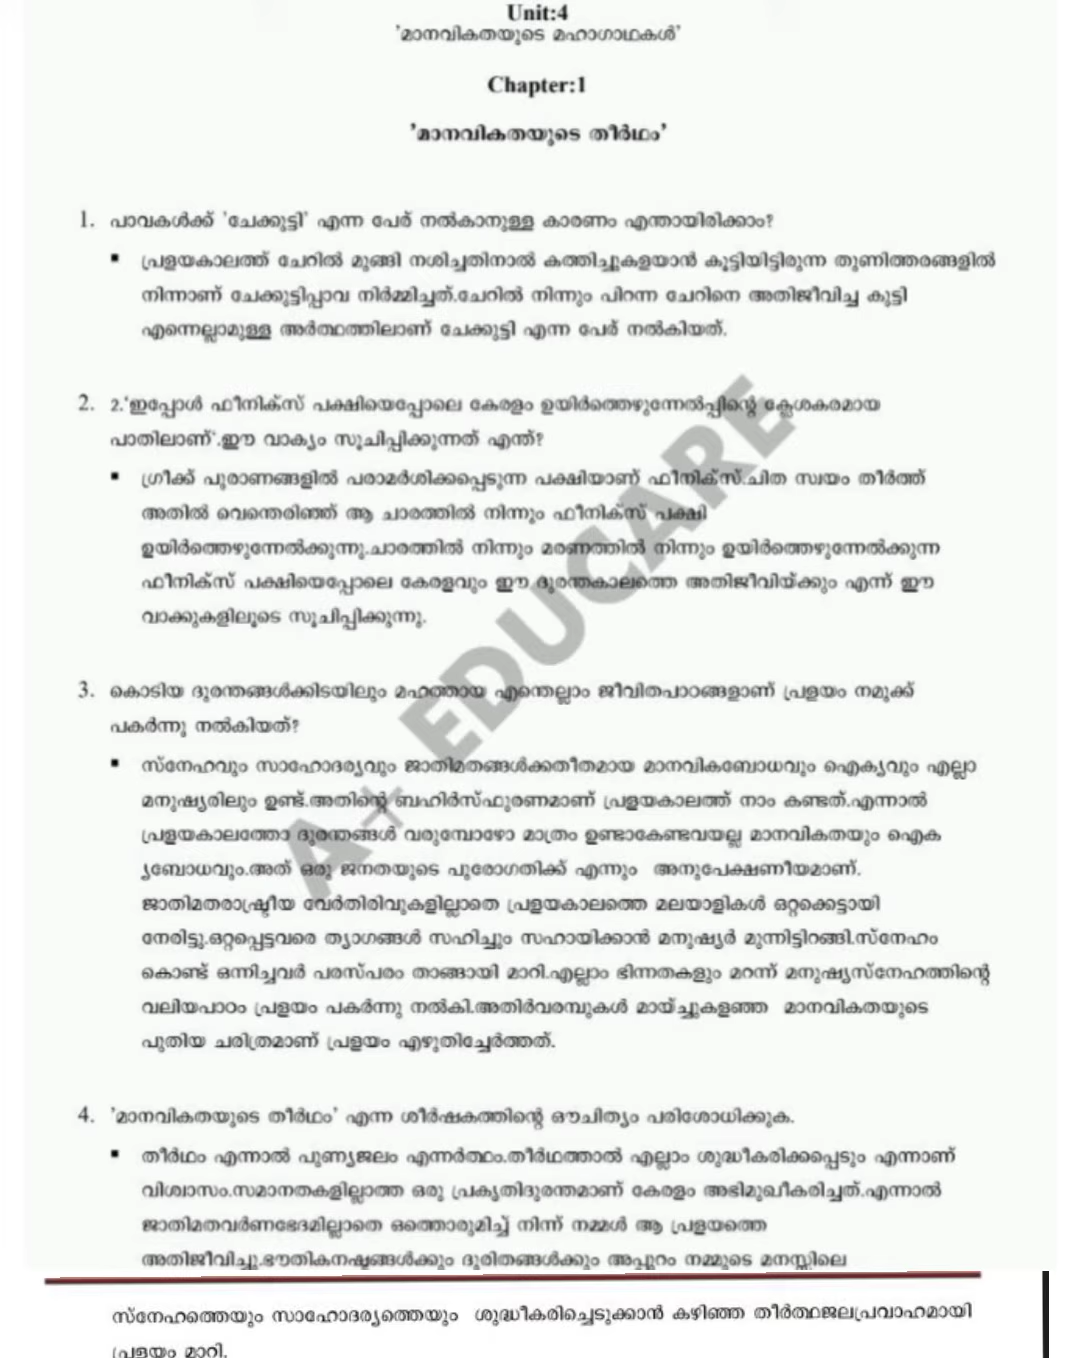 Unit:4
'മാനവികതയുടെ മഹാഗാഥകൾ'
Chapter:1
'മാനവികതയുടെ തീർഥം'
1. പാവകൾക്ക് 'ചേക്കുട്ടി' എന്ന പേര് നൽകാനുള്ള കാരണം എന്തായിരിക്കാം?
▪ പ്രളയകാലത്ത് ചേറിൽ മുങ്ങി നശിച്ചതിനാൽ കത്തിച്ചുകളയാൻ കൂട്ടിയിട്ടിരുന്ന തുണിത്തരങ്ങളിൽ
നിന്നാണ് ചേക്കുട്ടിപ്പാവ നിർമ്മിച്ചത്.ചേറിൽ നിന്നും പിറന്ന ചേറിനെ അതിജീവിച്ച കുട്ടി
എന്നെല്ലാമുള്ള അർത്ഥത്തിലാണ് ചേക്കുട്ടി എന്ന പേര് നൽകിയത്.
2. 2.'ഇപ്പോൾ ഫീനിക്സ് പക്ഷിയെപ്പോലെ കേരളം ഉയിർത്തെഴുന്നേൽപ്പിന്റെ ക്ലേശകരമായ
പാതിലാണ്'.ഈ വാക്യം സൂചിപ്പിക്കുന്നത് എന്ത്?
▪ ഗ്രീക്ക് പുരാണങ്ങളിൽ പരാമർശിക്കപ്പെടുന്ന പക്ഷിയാണ് ഫീനിക്സ്.ചിത സ്വയം തീർത്ത്
അതിൽ വെന്തെരിഞ്ഞ് ആ ചാരത്തിൽ നിന്നും ഫീനിക്സ് പക്ഷി
ഉയിർത്തെഴുന്നേൽക്കുന്നു.ചാരത്തിൽ നിന്നും മരണത്തിൽ നിന്നും ഉയിർത്തെഴുന്നേൽക്കുന്ന
ഫീനിക്സ് പക്ഷിയെപ്പോലെ കേരളവും ഈ ദുരന്തകാലത്തെ അതിജീവിയ്ക്കും എന്ന് ഈ
വാക്കുകളിലൂടെ സൂചിപ്പിക്കുന്നു.
3. കൊടിയ ദുരന്തങ്ങൾക്കിടയിലും മഹത്തായ എന്തെല്ലാം ജീവിതപാഠങ്ങളാണ് പ്രളയം നമുക്ക്
പകർന്നു നൽകിയത്?
▪ സ്നേഹവും സാഹോദര്യവും ജാതിമതങ്ങൾക്കതീതമായ മാനവികബോധവും ഐക്യവും എല്ലാ
മനുഷ്യരിലും ഉണ്ട്.അതിന്റെ ബഹിർസ്ഫുരണമാണ് പ്രളയകാലത്ത് നാം കണ്ടത്.എന്നാൽ
പ്രളയകാലത്തോ ദുരന്തങ്ങൾ വരുമ്പോഴോ മാത്രം ഉണ്ടാകേണ്ടവയല്ല മാനവികതയും ഐക
്യബോധവും.അത് ഒരു ജനതയുടെ പുരോഗതിക്ക് എന്നും അനുപേക്ഷണീയമാണ്.
ജാതിമതരാഷ്ട്രീയ വേർതിരിവുകളില്ലാതെ പ്രളയകാലത്തെ മലയാളികൾ ഒറ്റക്കെട്ടായി
നേരിട്ടു.ഒറ്റപ്പെട്ടവരെ ത്യാഗങ്ങൾ സഹിച്ചും സഹായിക്കാൻ മനുഷ്യർ മുന്നിട്ടിറങ്ങി.സ്നേഹം
കൊണ്ട് ഒന്നിച്ചവർ പരസ്പരം താങ്ങായി മാറി.എല്ലാം ഭിന്നതകളും മറന്ന് മനുഷ്യസ്നേഹത്തിന്റെ
വലിയപാഠം പ്രളയം പകർന്നു നൽകി.അതിർവരമ്പുകൾ മായ്ച്ചുകളഞ്ഞ മാനവികതയുടെ
പുതിയ ചരിത്രമാണ് പ്രളയം എഴുതിച്ചേർത്തത്.
4. 'മാനവികതയുടെ തീർഥം' എന്ന ശീർഷകത്തിന്റെ ഔചിത്യം പരിശോധിക്കുക.
▪ തീർഥം എന്നാൽ പുണ്യജലം എന്നർത്ഥം.തീർഥത്താൽ എല്ലാം ശുദ്ധീകരിക്കപ്പെടും എന്നാണ്
വിശ്വാസം.സമാനതകളില്ലാത്ത ഒരു പ്രകൃതിദുരന്തമാണ് കേരളം അഭിമുഖീകരിച്ചത്.എന്നാൽ
ജാതിമതവർണഭേദമില്ലാതെ ഒത്തൊരുമിച്ച് നിന്ന് നമ്മൾ ആ പ്രളയത്തെ
അതിജീവിച്ചു.ഭൗതികനഷ്ടങ്ങൾക്കും ദുരിതങ്ങൾക്കും അപ്പുറം നമ്മുടെ മനസ്സിലെ
സ്നേഹത്തെയും സാഹോദര്യത്തെയും ശുദ്ധീകരിച്ചെടുക്കാൻ കഴിഞ്ഞ തീർത്ഥജലപ്രവാഹമായി
പ്രളയം മാറി.
A+ EDUCARE